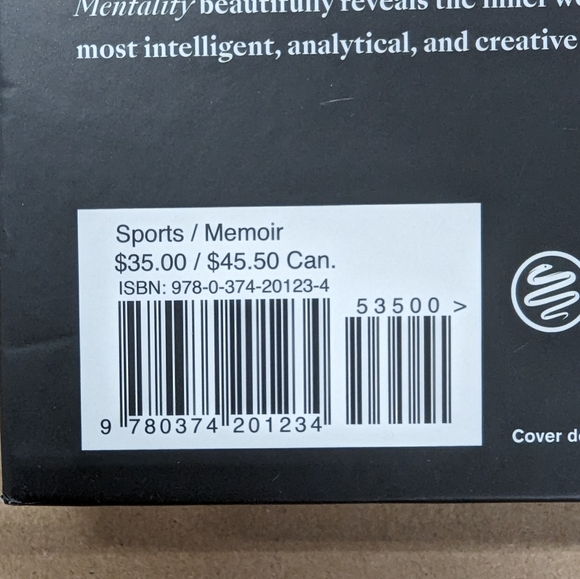 Mentality beautifully reveals the inner
most intelligent, analytical, and creative
Sports / Memoir
$35.00 / $45.50 Can.
ISBN: 978-0-374-20123-4
53500 >
9 780374 201234
Cover